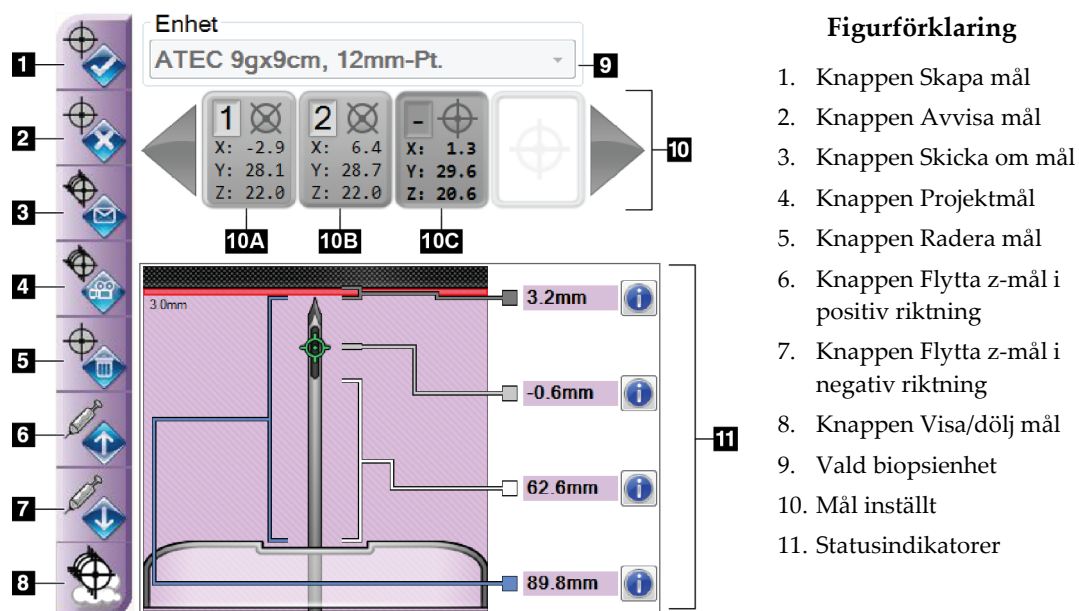 Enhet
ATEC 9gx9cm, 12mm-Pt.
1
2
3
4
5
6
7
8
9
1
X: -2.9
Y: 28.1
Z: 22.0
2
X: 6.4
Y: 28.7
Z: 22.0
-
X: 1.3
Y: 29.6
Z: 20.6
10
10A
10B
10C
3.0mm
3.2mm
-0.6mm
62.6mm
89.8mm
11
Figurförklaring
1. Knappen Skapa mål
2. Knappen Avvisa mål
3. Knappen Skicka om mål
4. Knappen Projektmål
5. Knappen Radera mål
6. Knappen Flytta z-mål i
positiv riktning
7. Knappen Flytta z-mål i
negativ riktning
8. Knappen Visa/dölj mål
9. Vald biopsienhet
10. Mål inställt
11. Statusindikatorer